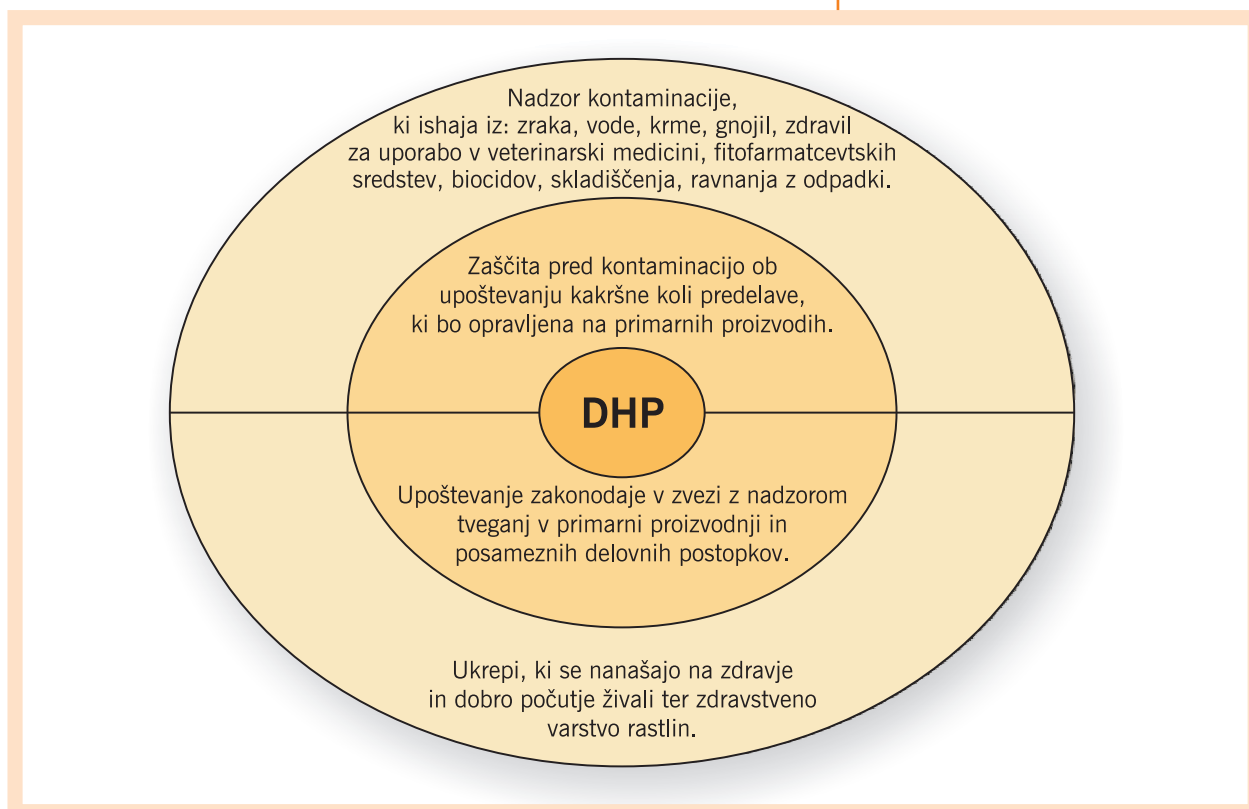 Nadzor kontaminacije,
ki ishaja iz: zraka, vode, krme, gnojil, zdravil
za uporabo v veterinarski medicini, fitofarmatcevtskih
sredstev, biocidov, skladiščenja, ravnanja z odpadki.
Zaščita pred kontaminacijo ob
upoštevanju kakršne koli predelave,
ki bo opravljena na primarnih proizvodih.
DHP
Upoštevanje zakonodaje v zvezi z nadzorom
tveganj v primarni proizvodnji in
posameznih delovnih postopkov.
Ukrepi, ki se nanašajo na zdravje
in dobro počutje živali ter zdravstveno
varstvo rastlin.